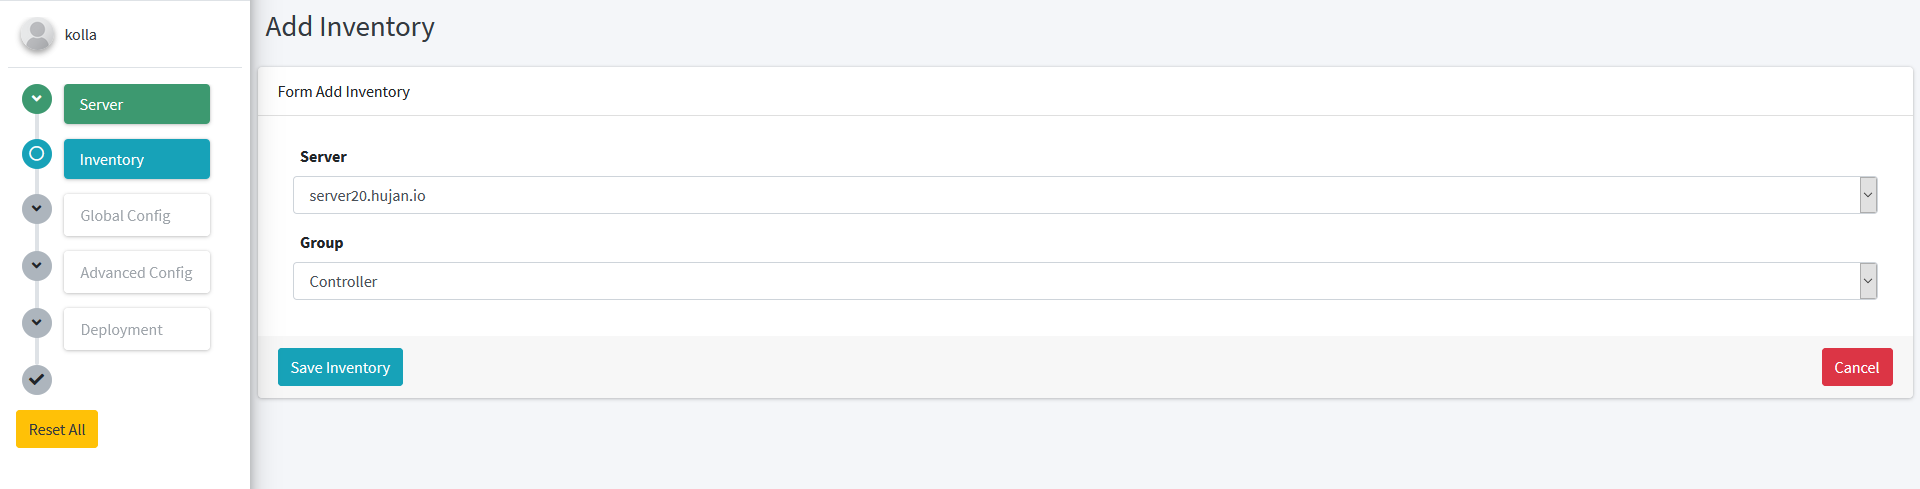 kolla
Server
Inventory
Global Config
Advanced Config
Deployment
Reset All
Add Inventory
Form Add Inventory
Server
server20.hujan.io
Group
Controller
Save Inventory
Cancel